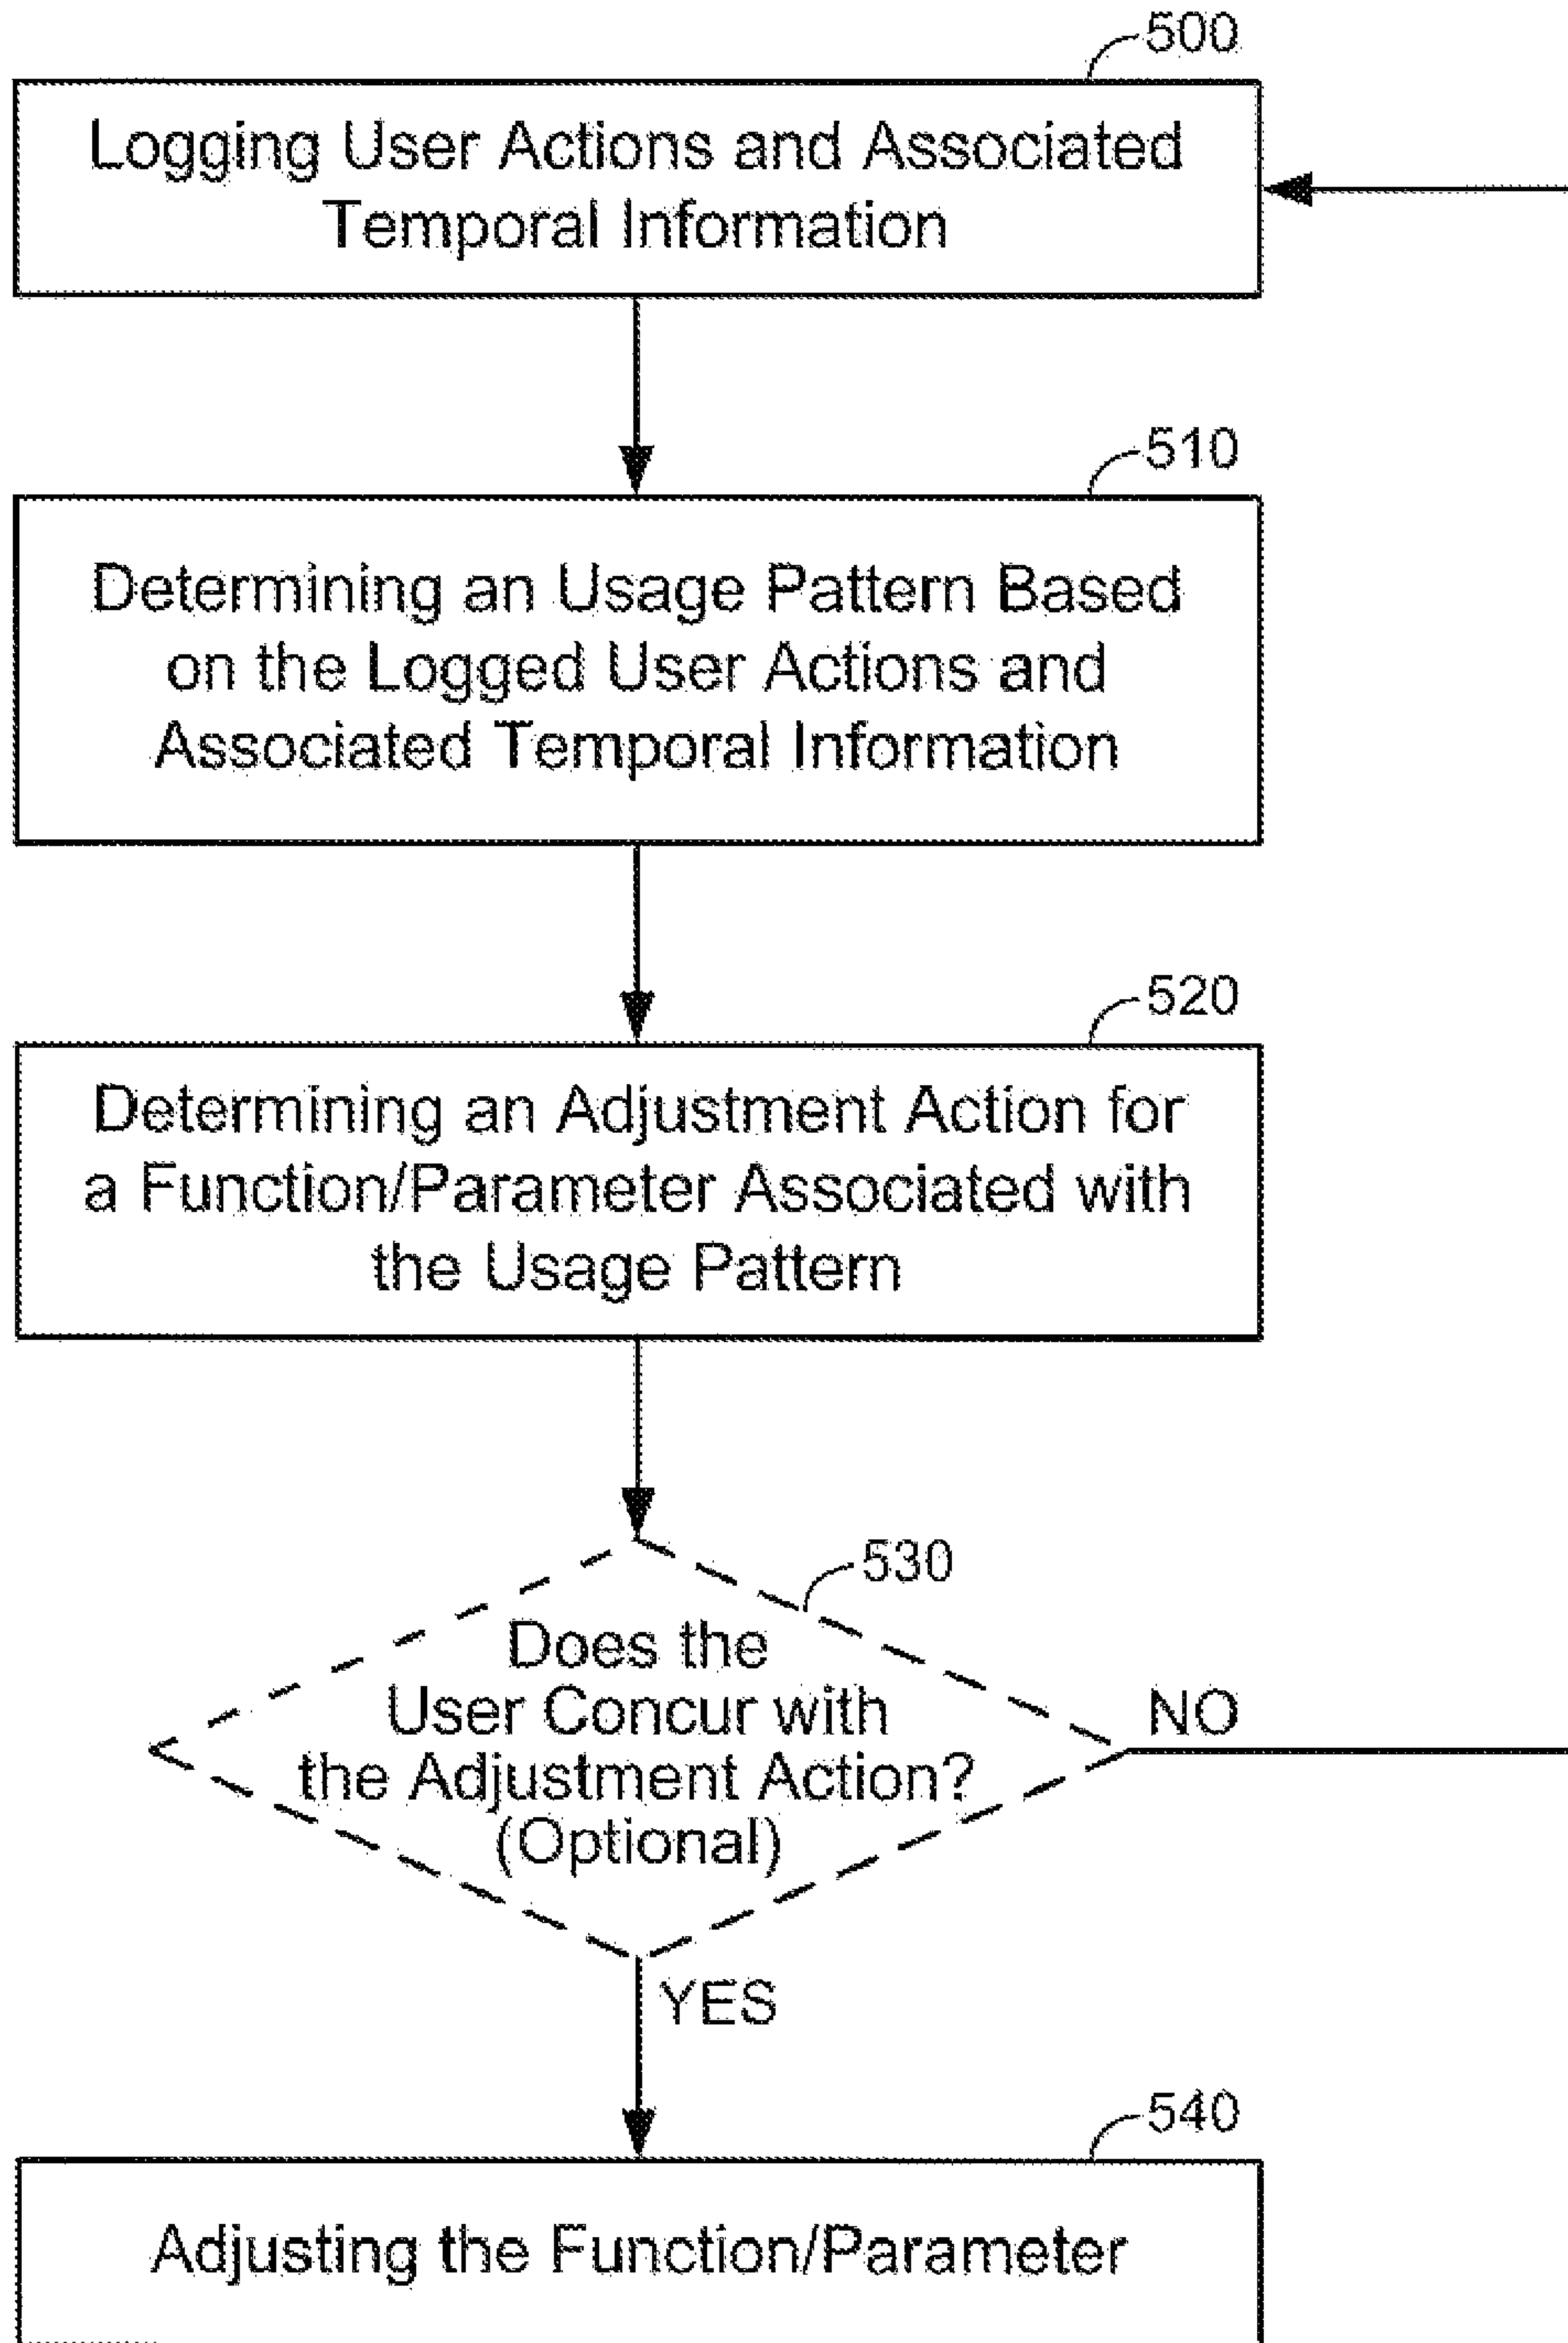 500
Logging User Actions and Associated
Temporal Information
510
Determining an Usage Pattern Based
on the Logged User Actions and
Associated Temporal Information
520
Determining an Adjustment Action for
a Function/Parameter Associated with
the Usage Pattern
530
Does the
User Concur with
the Adjustment Action?
(Optional)
NO
YES
540
Adjusting the Function/Parameter